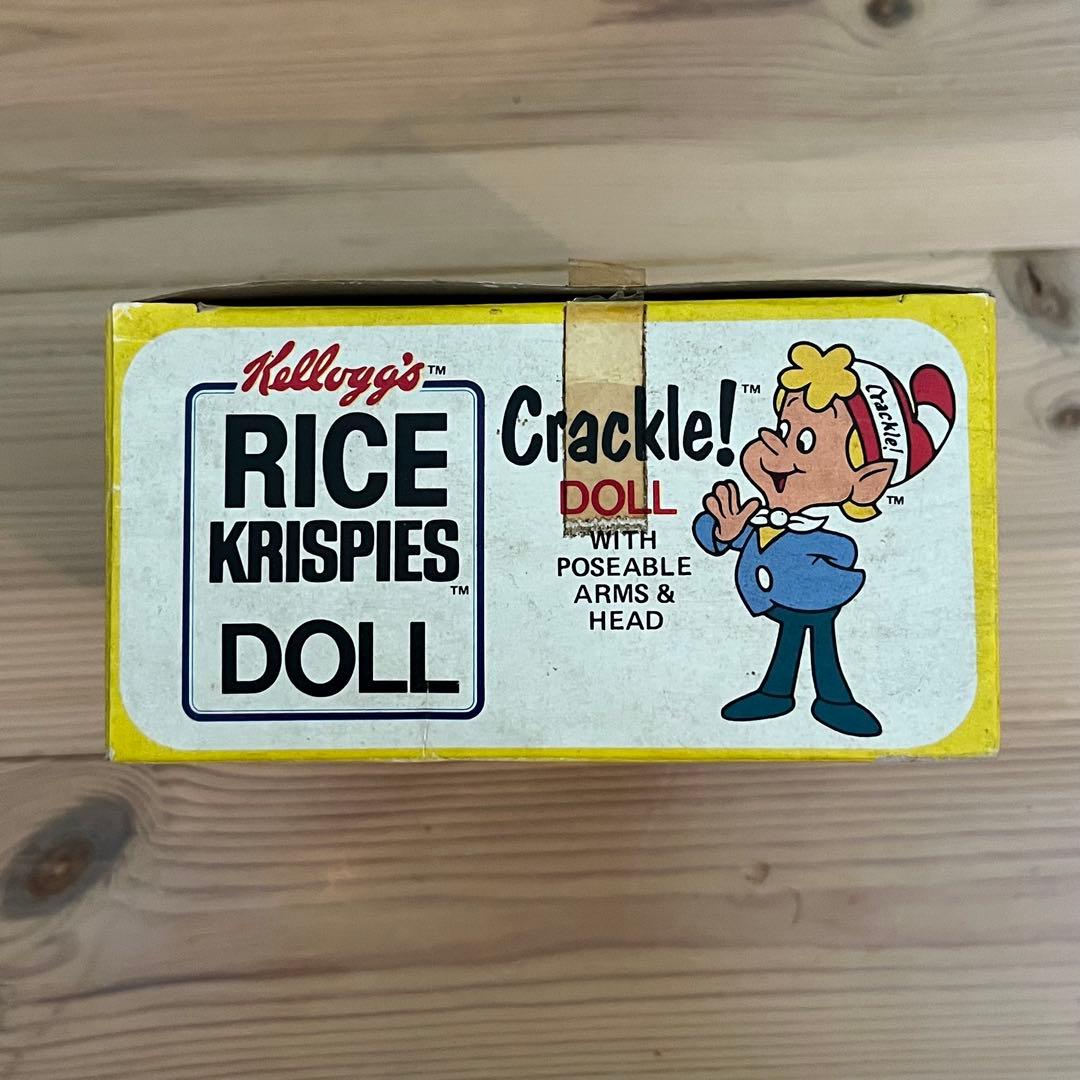 Kellogg's™
RICE
KRISPIES™
DOLL
Crackle!™
DOLL
WITH
POSEABLE
ARMS &
HEAD
Crackle!
™